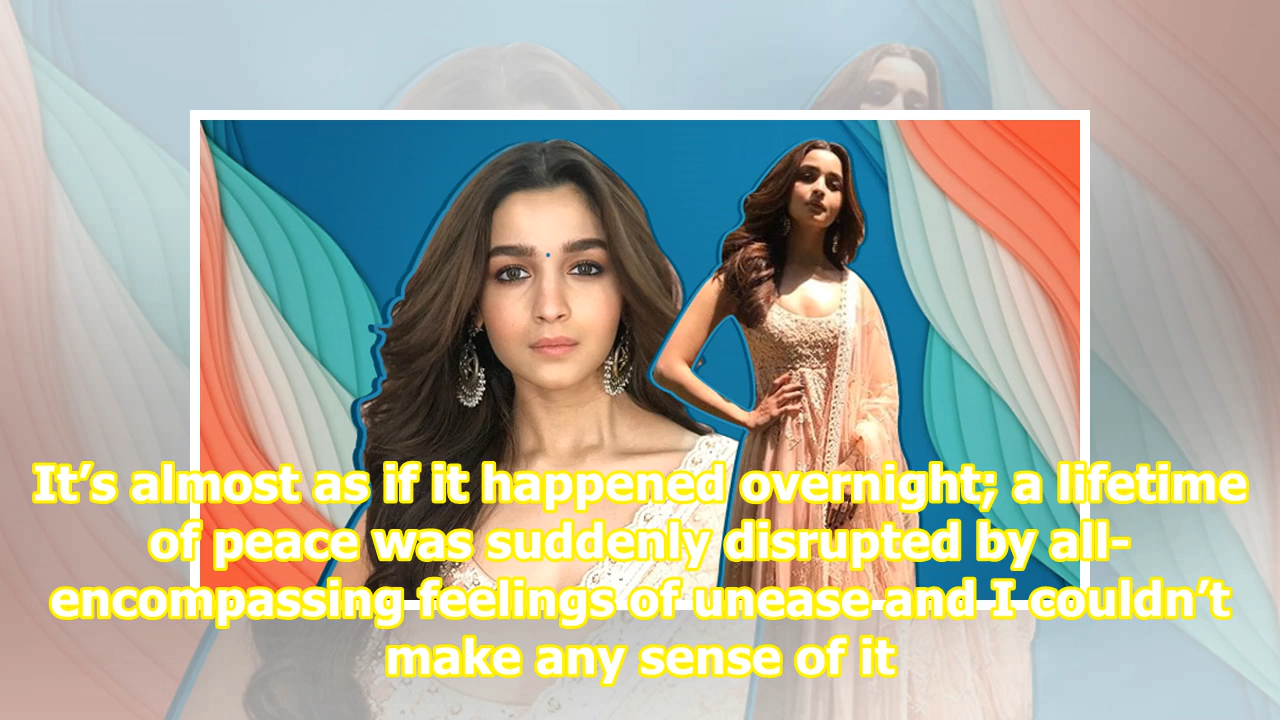 It’s almost as if it happened overnight; a lifetime
of peace was suddenly disrupted by all-
encompassing feelings of unease and I couldn’t
make any sense of it